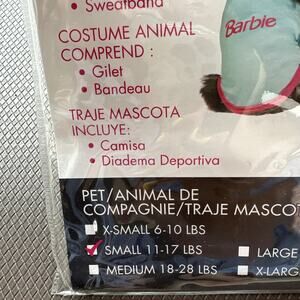 • Sweatband
COSTUME ANIMAL
COMPREND :
• Gilet
• Bandeau
Barbie
TRAJE MASCOTA
INCLUYE:
• Camisa
• Diadema Deportiva
PET/ANIMAL DE
COMPAGNIE/TRAJE MASCOT
X-SMALL 6-10 LBS
SMALL 11-17 LBS
LARGE
MEDIUM 18-28 LBS
X-LARG